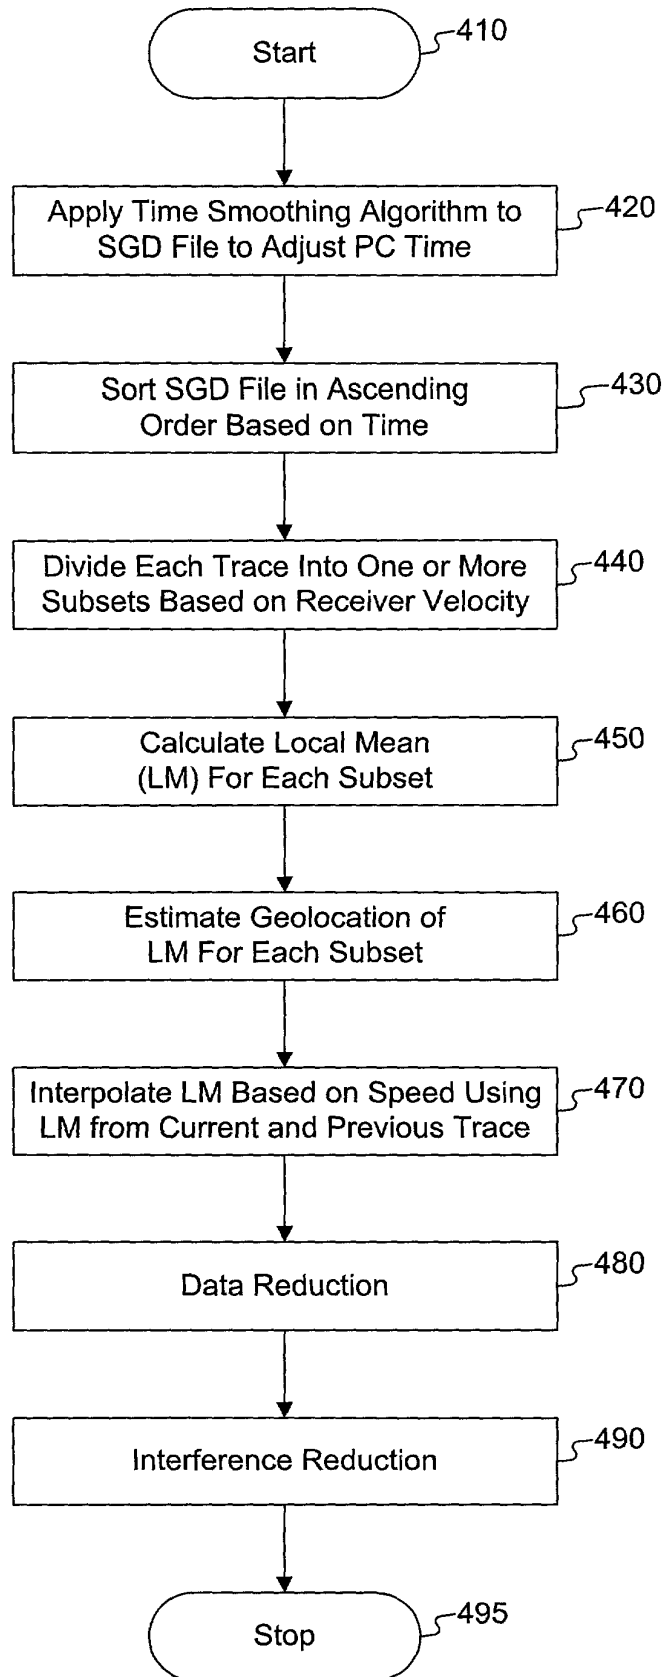 Start
410
Apply Time Smoothing Algorithm to
SGD File to Adjust PC Time
420
Sort SGD File in Ascending
Order Based on Time
430
Divide Each Trace Into One or More
Subsets Based on Receiver Velocity
440
Calculate Local Mean
(LM) For Each Subset
450
Estimate Geolocation of
LM For Each Subset
460
Interpolate LM Based on Speed Using
LM from Current and Previous Trace
470
Data Reduction
480
Interference Reduction
490
Stop
495